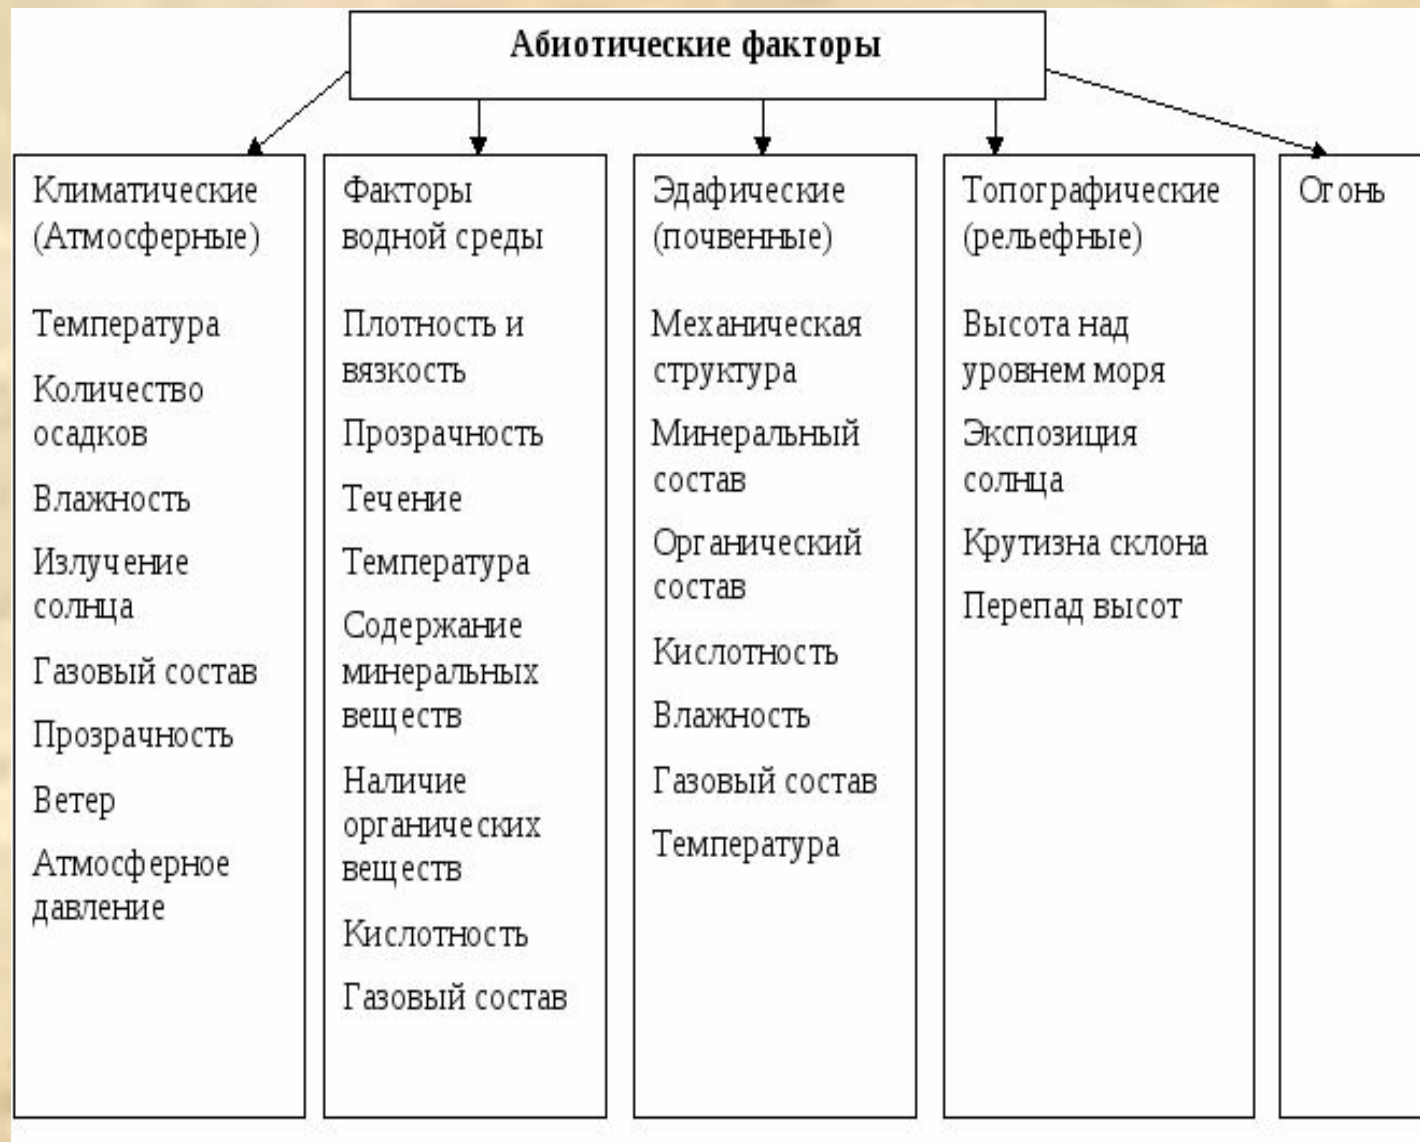 Абиотические факторы
Климатические
(Атмосферные)
Температура
Количество
осадков
Влажность
Излучение
солнца
Газовый состав
Прозрачность
Ветер
Атмосферное
давление
Факторы
водной среды
Плотность и
вязкость
Прозрачность
Течение
Температура
Содержание
минеральных
веществ
Наличие
органических
веществ
Кислотность
Газовый состав
Эдафические
(почвенные)
Механическая
структура
Минеральный
состав
Органический
состав
Кислотность
Влажность
Газовый состав
Температура
Топографические
(рельефные)
Высота над
уровнем моря
Экспозиция
солнца
Крутизна склона
Перепад высот
Огонь